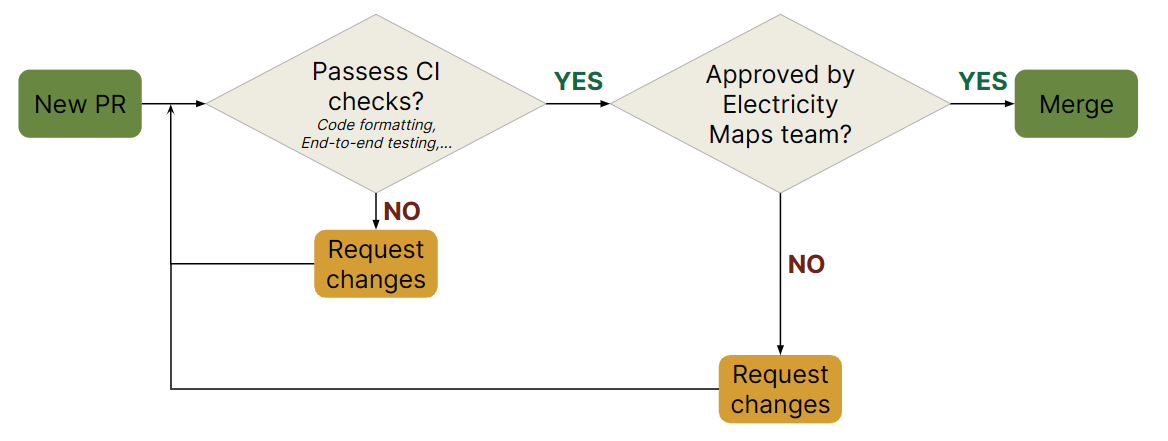 New PR
Passess CI
checks?
Code formatting,
End-to-end testing,...
YES
Approved by
Electricity
Maps team?
YES
Merge
NO
Request
changes
NO
Request
changes